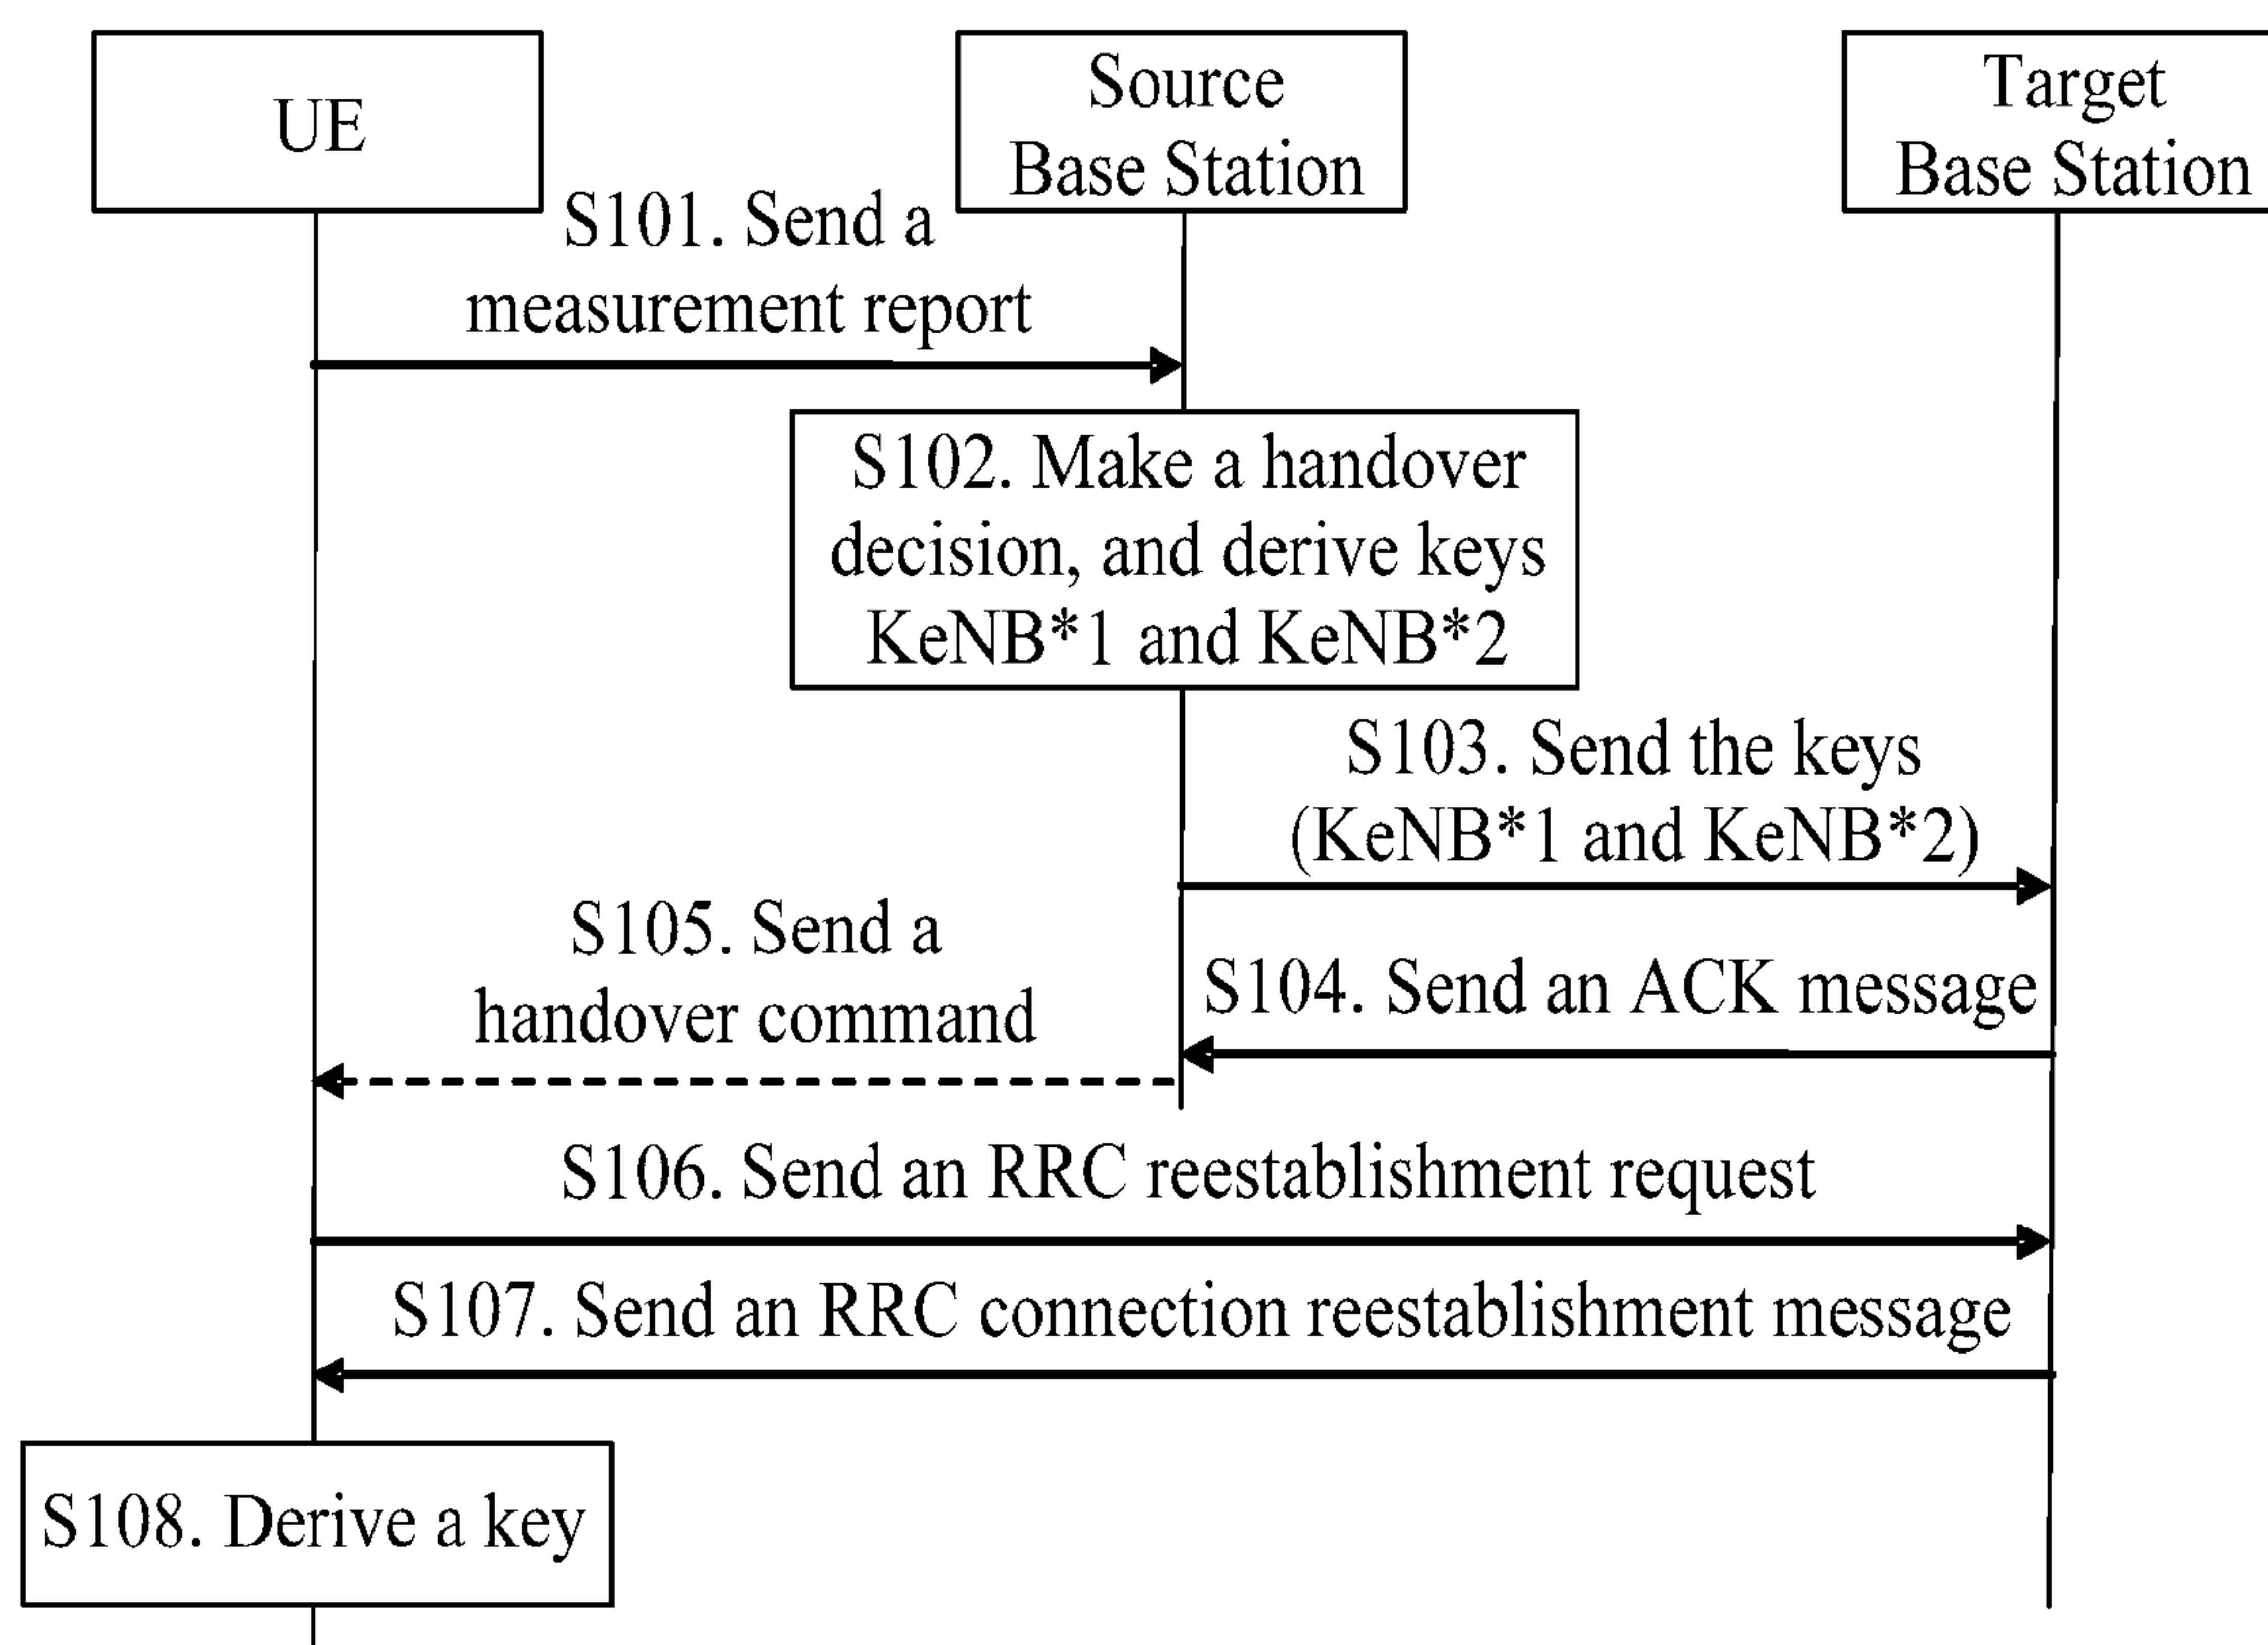 UE
Source
Base Station
Target
Base Station
S101. Send a
measurement report
S102. Make a handover
decision, and derive keys
KeNB*1 and KeNB*2
S103. Send the keys
(KeNB*1 and KeNB*2)
S105. Send a
handover command
S104. Send an ACK message
S106. Send an RRC reestablishment request
S107. Send an RRC connection reestablishment message
S108. Derive a key